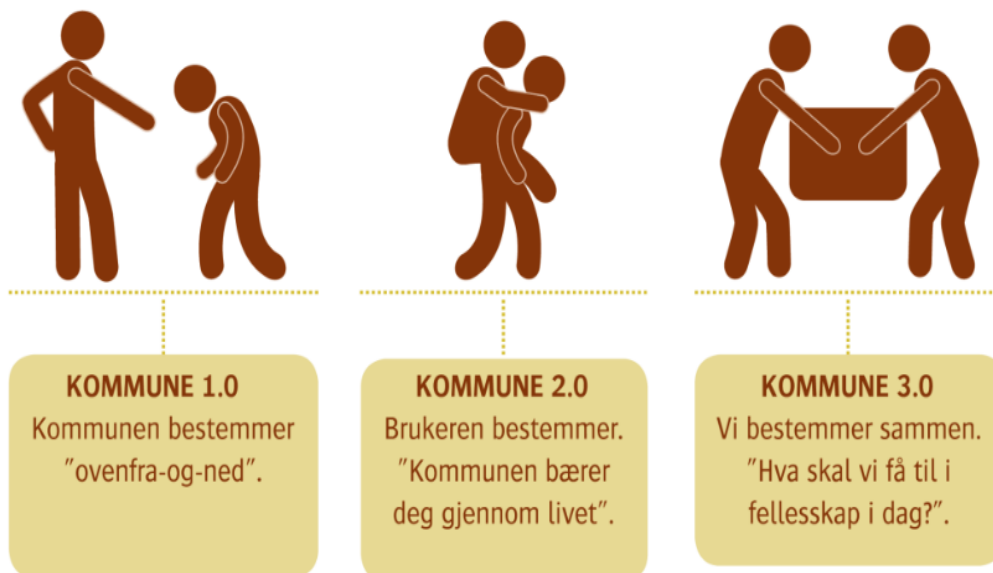 KOMMUNE 1.0
Kommunen bestemmer
"ovenfra-og-ned".
KOMMUNE 2.0
Brukeren bestemmer.
"Kommunen bærer
deg gjennom livet".
KOMMUNE 3.0
Vi bestemmer sammen.
"Hva skal vi få til i
fellesskap i dag?".